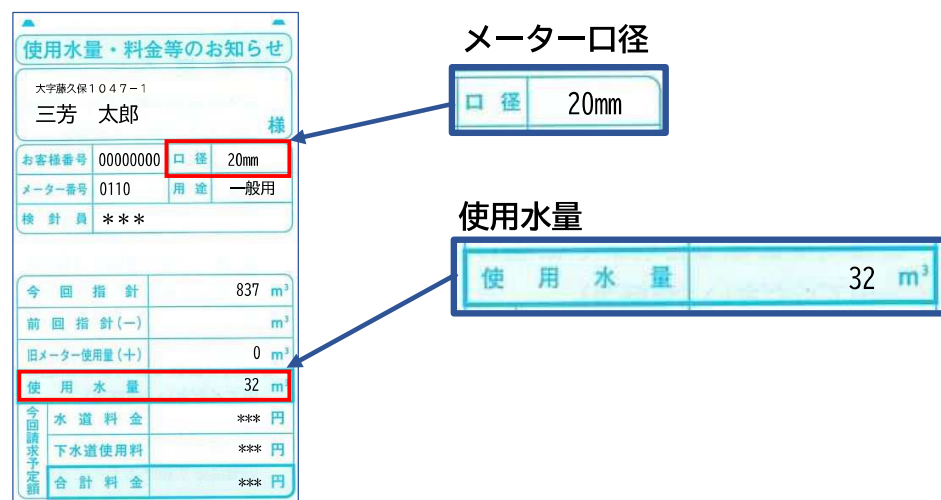 使用水量・料金等のお知らせ
大字藤久保1047-1
三芳 太郎
様
お客様番号 00000000 口径 20mm
メーター番号 0110 用途 一般用
検針員 ***
今回指針 837 m³
前回指針(-) m³
旧メーター使用量(+) 0 m³
使用水量 32 m³
今回請求予定額
水道料金 *** 円
下水道使用料 *** 円
合計料金 *** 円
メーター口径
口径 20mm
使用水量
使用水量 32 m³